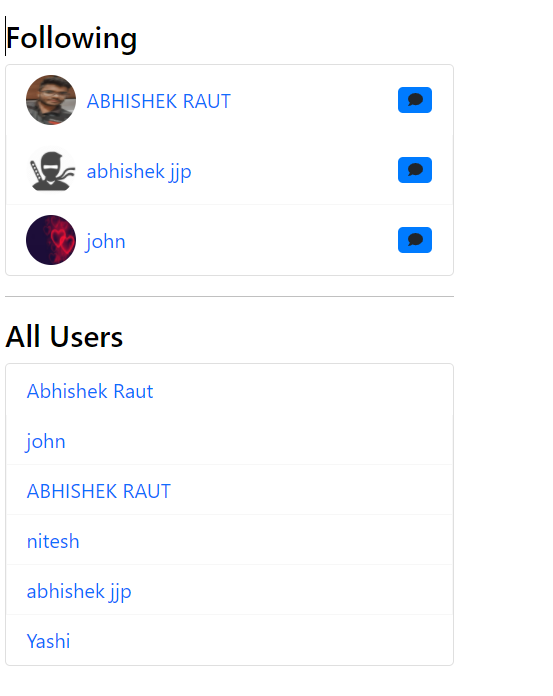 Following
ABHISHEK RAUT
abhishek jjp
john
All Users
Abhishek Raut
john
ABHISHEK RAUT
nitesh
abhishek jjp
Yashi